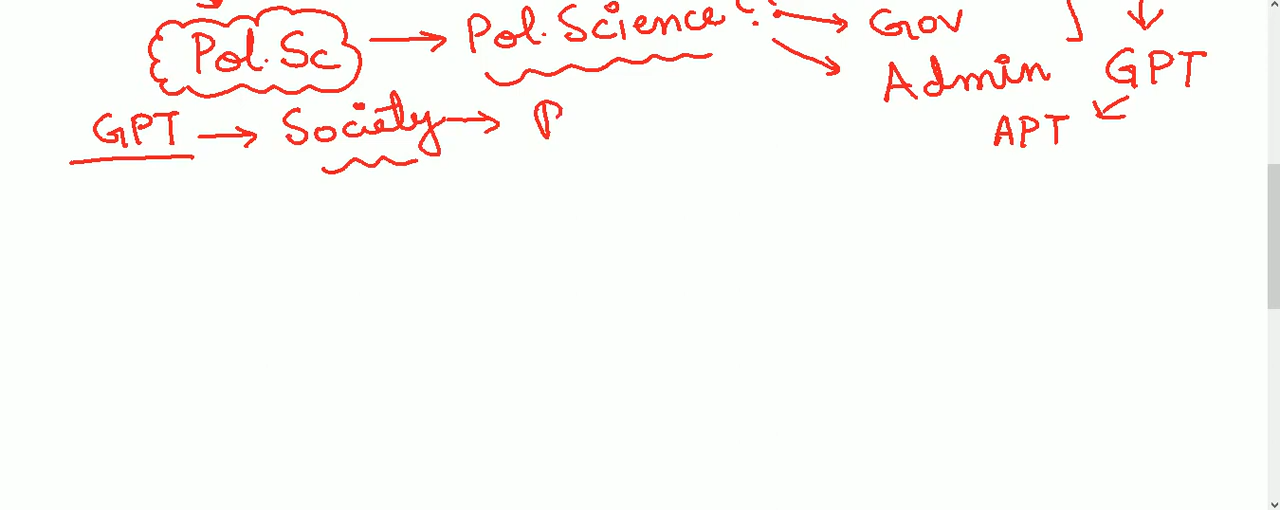 Pol. Sc → Pol. Science → Gov
→ Admin GPT
GPT → Society → P
APT